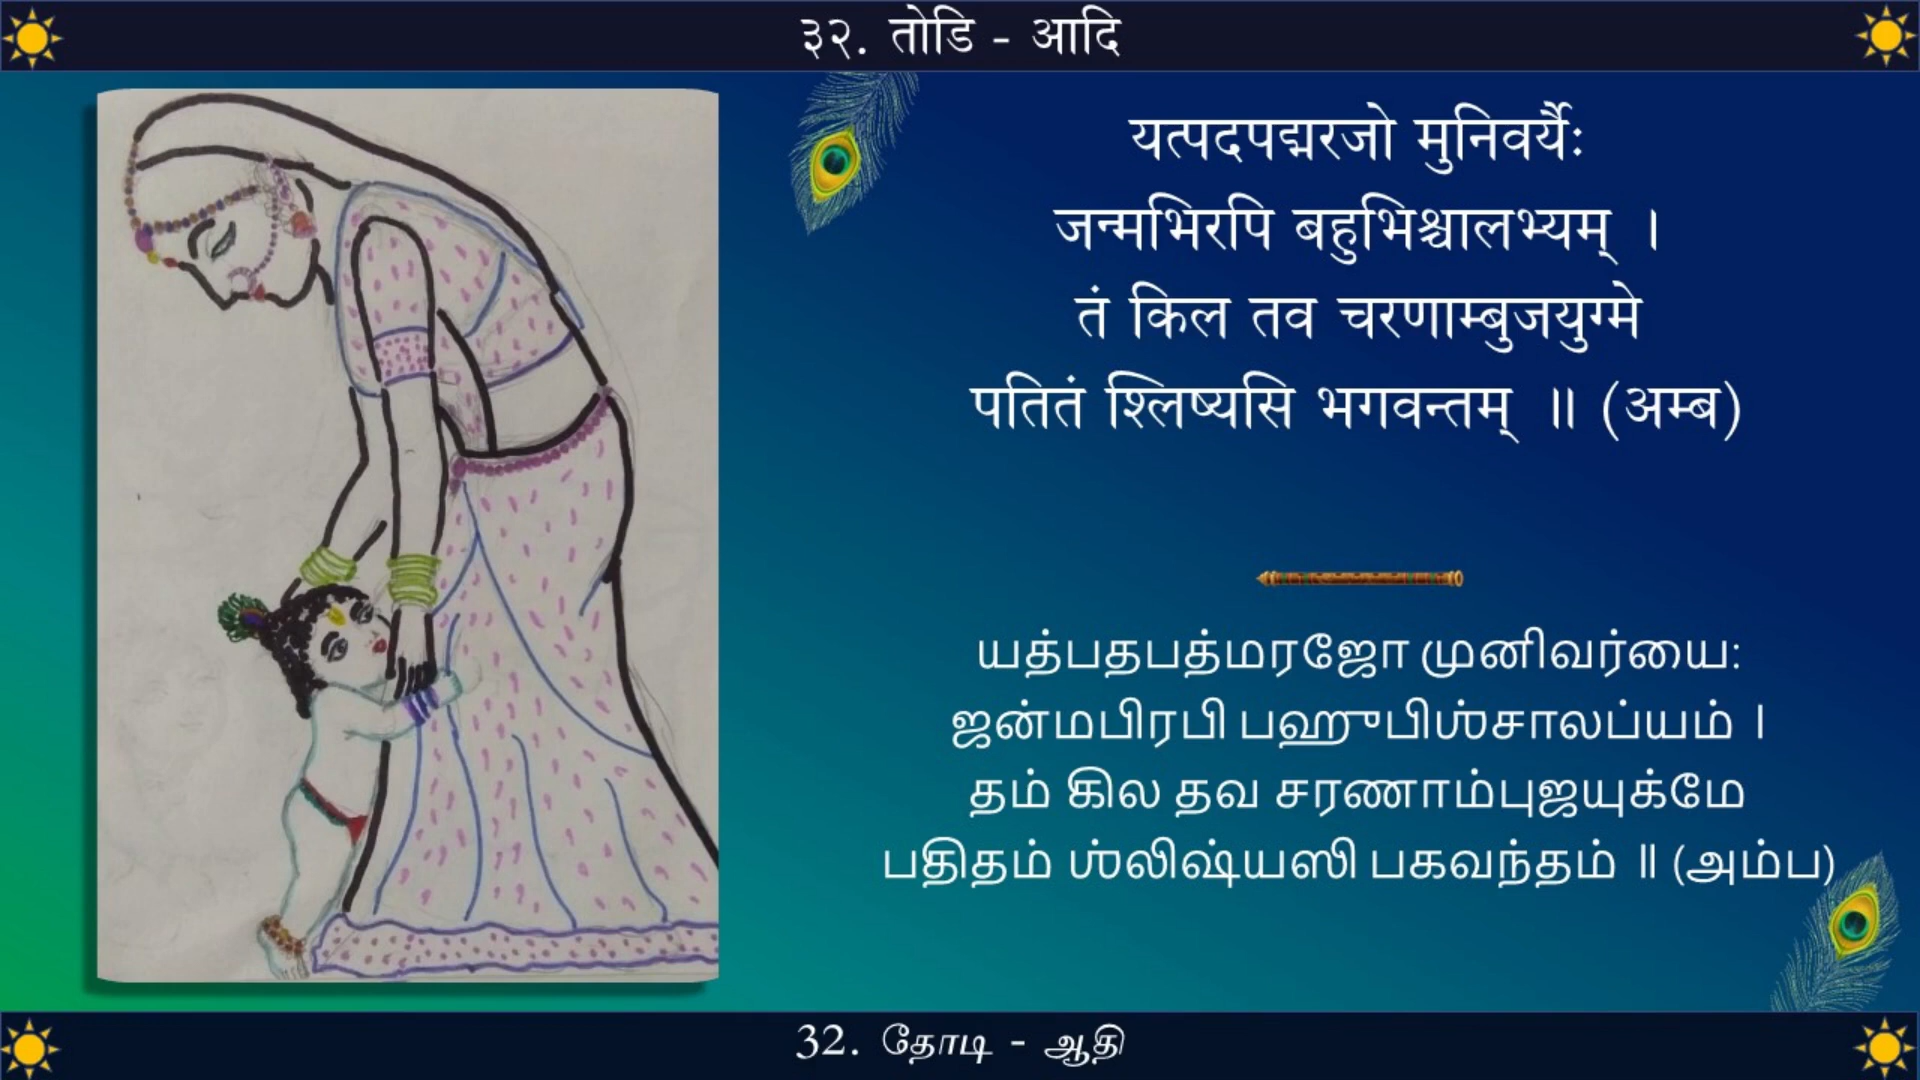 ३२. तोडि - आदि
यत्पदपद्मरजो मुनिवर्यैः
जन्मभिरपि बहुभिश्चालभ्यम् ।
तं किल तव चरणाम्बुजयुग्मे
पतितं श्लिष्यसि भगवन्तम् ॥ (अम्ब)
யத்பதபத்மரஜோ முனிவர்யை:
ஜன்மபிரபி பஹுபிஶ்சாலப்யம் ।
தம் கில தவ சரணாம்புஜயுக்மே
பதிதம் ஶ்லிஷ்யஸி பகவந்தம் ॥ (அம்ப)
32. தோடி - ஆதி